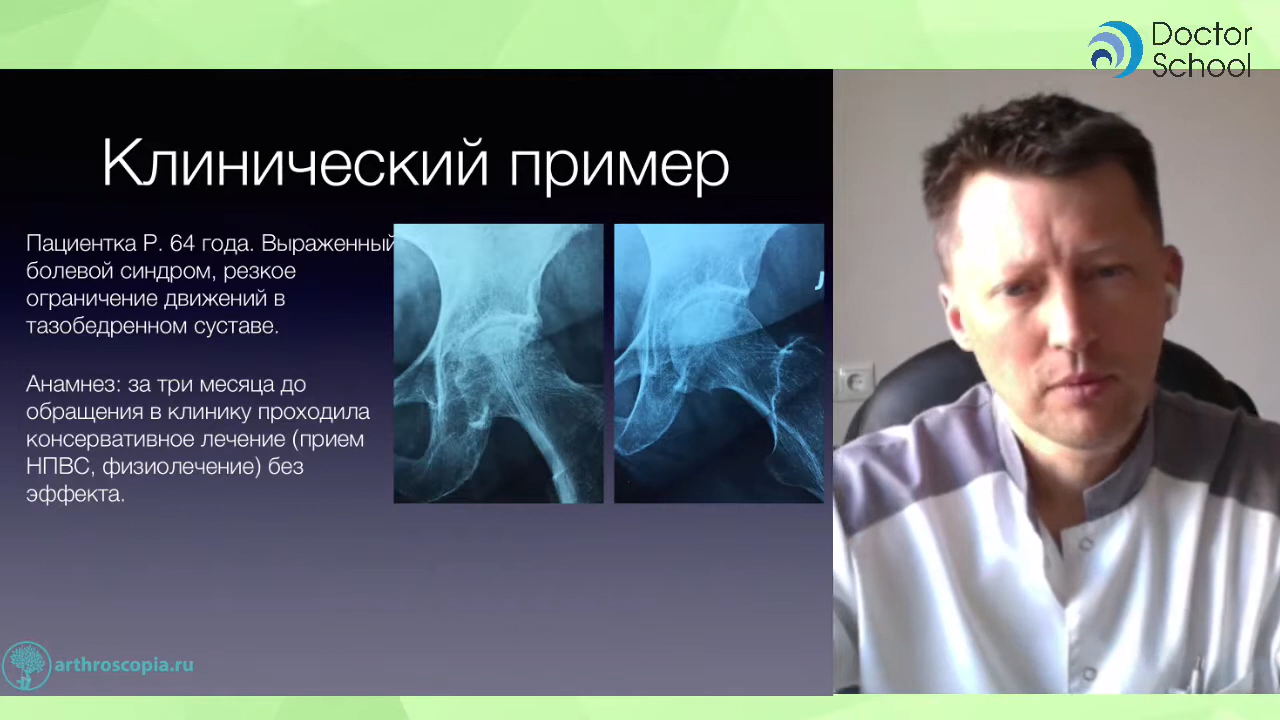 Doctor
School
Клинический пример
Пациентка Р. 64 года. Выраженный
болевой синдром, резкое
ограничение движений в
тазобедренном суставе.
Анамнез: за три месяца до
обращения в клинику проходила
консервативное лечение (прием
НПВС, физиолечение) без
эффекта.
arthroscopia.ru